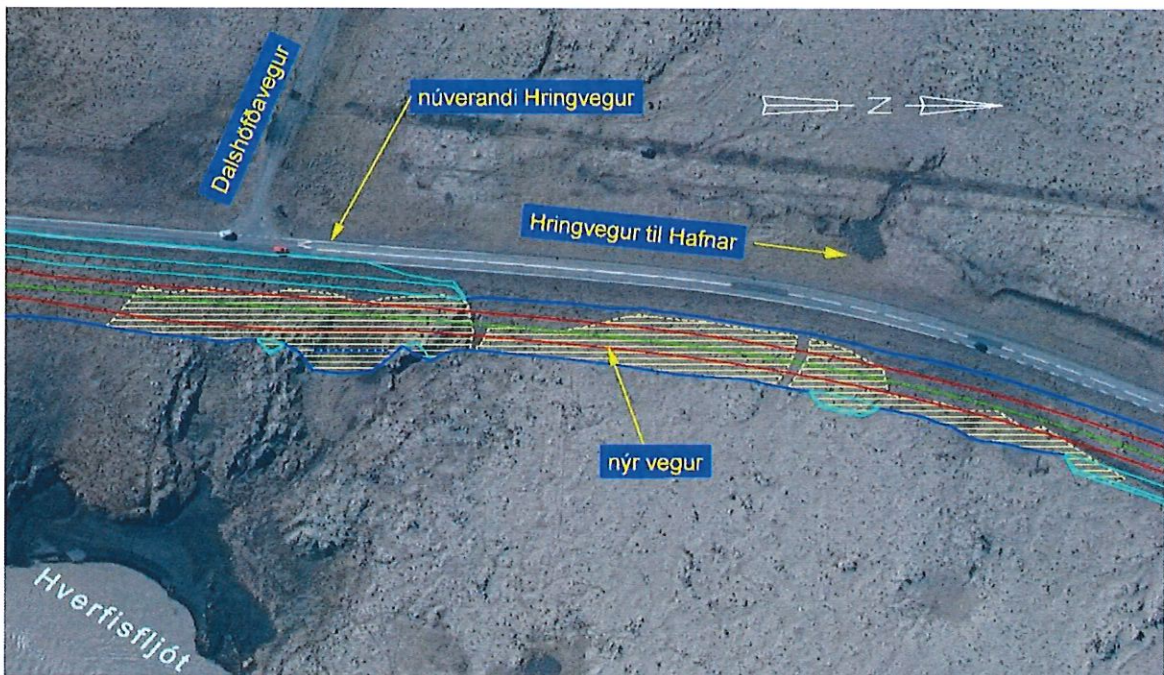 Dalshöfðavegur
núverandi Hringvegur
N
Hringvegur til Hafnar
nýr vegur
Hverfisfljót